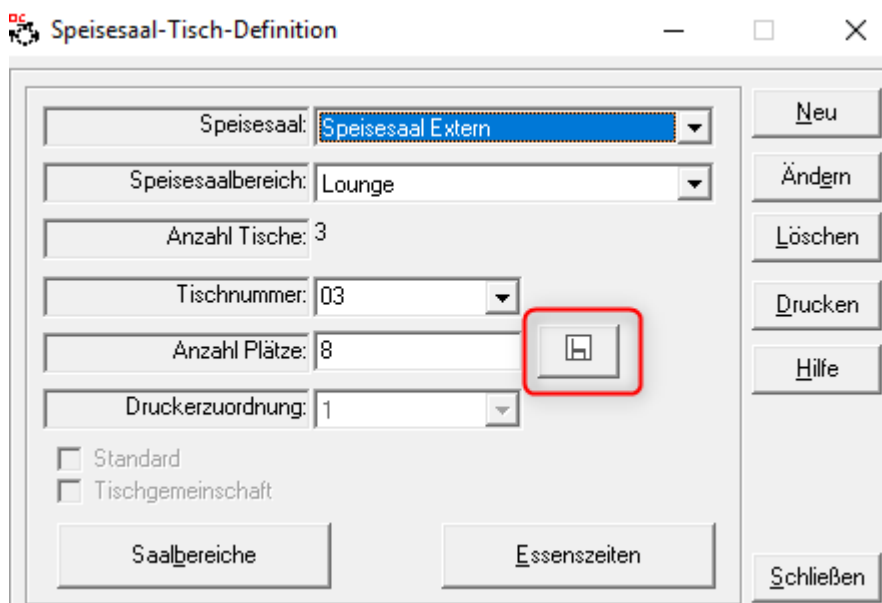 Speisesaal-Tisch-Definition
Speisesaal: Speisesaal Extern
Speisesaalbereich: Lounge
Anzahl Tische: 3
Tischnummer: 03
Anzahl Plätze: 8
Druckerzuordnung: 1
Standard
Tischgemeinschaft
Saalbereiche
Essenszeiten
Neu
Ändern
Löschen
Drucken
Hilfe
Schließen